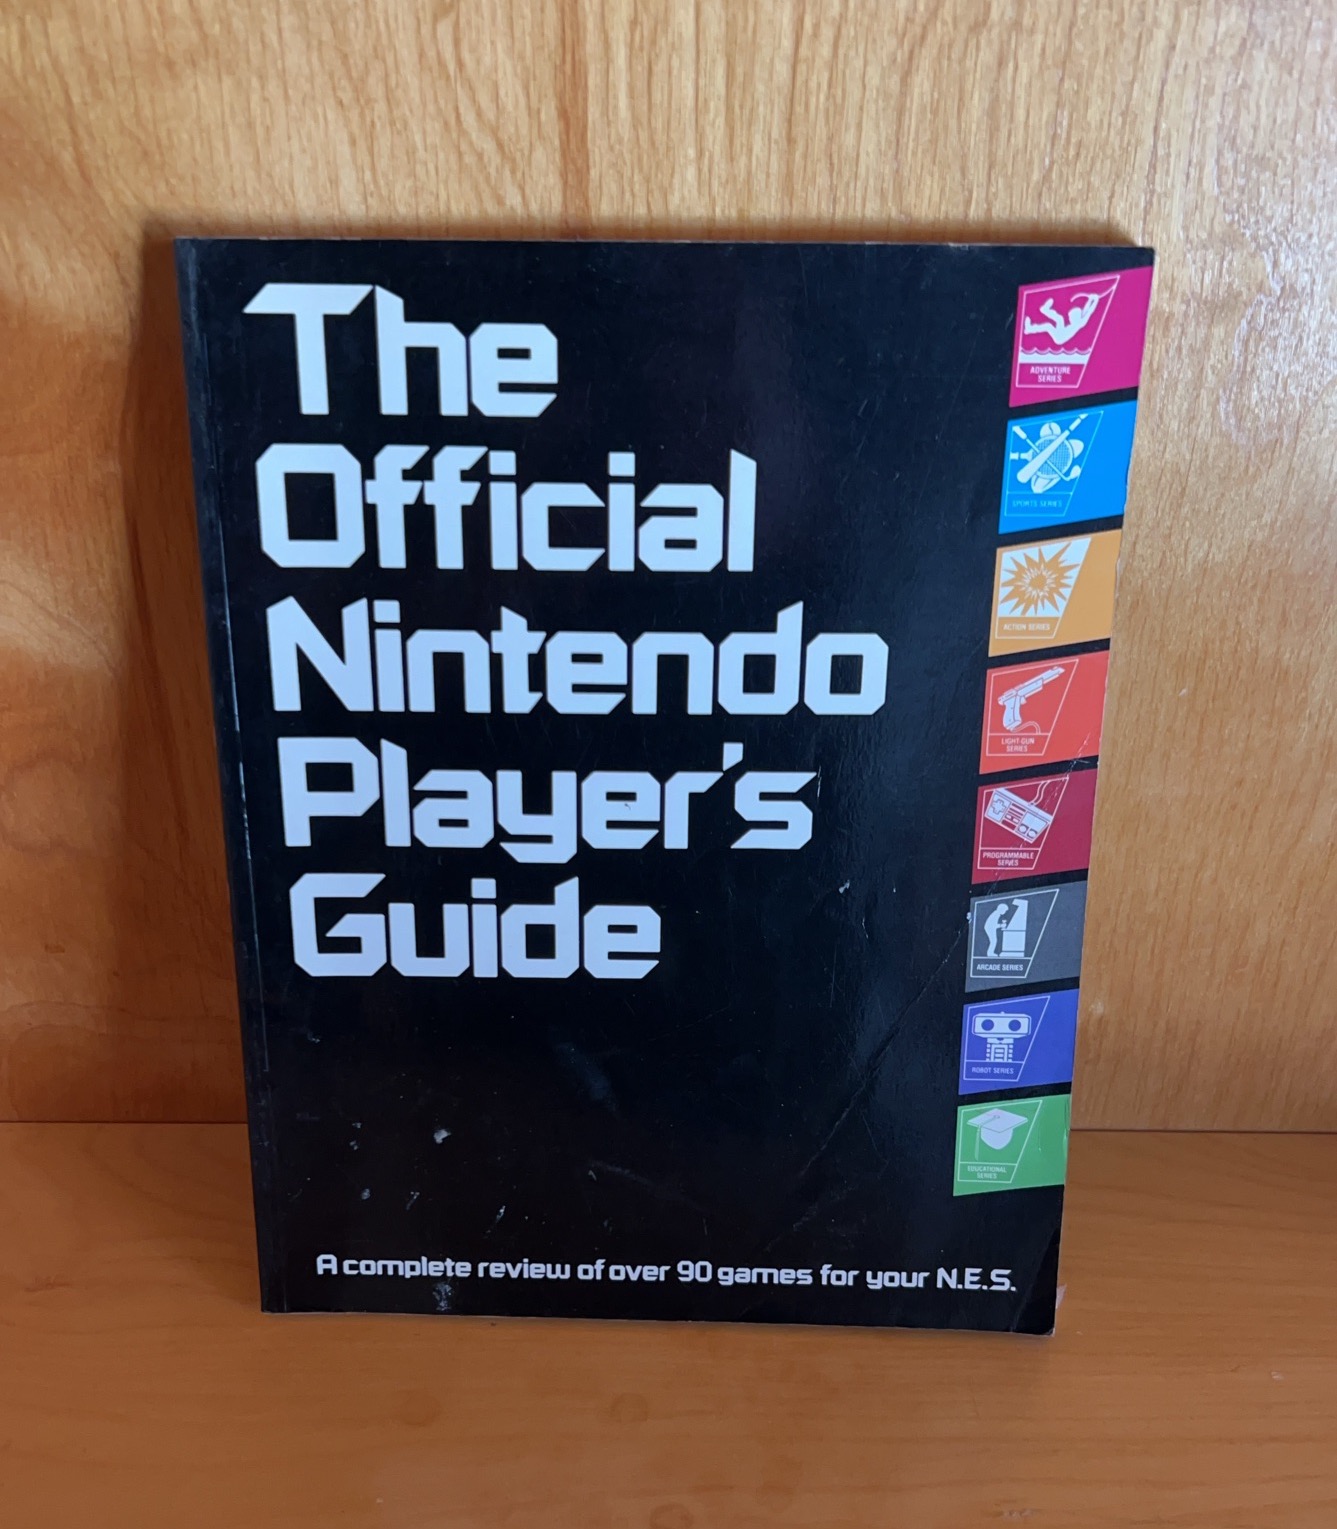 The
Official
Nintendo
Player's
Guide
ADVENTURE
SERIES
SPORTS SERIES
ACTION SERIES
LIGHT-GUN
SERIES
PROGRAMMABLE
SERIES
ARCADE SERIES
ROBOT SERIES
EDUCATIONAL
SERIES
A complete review of over 90 games for your N.E.S.